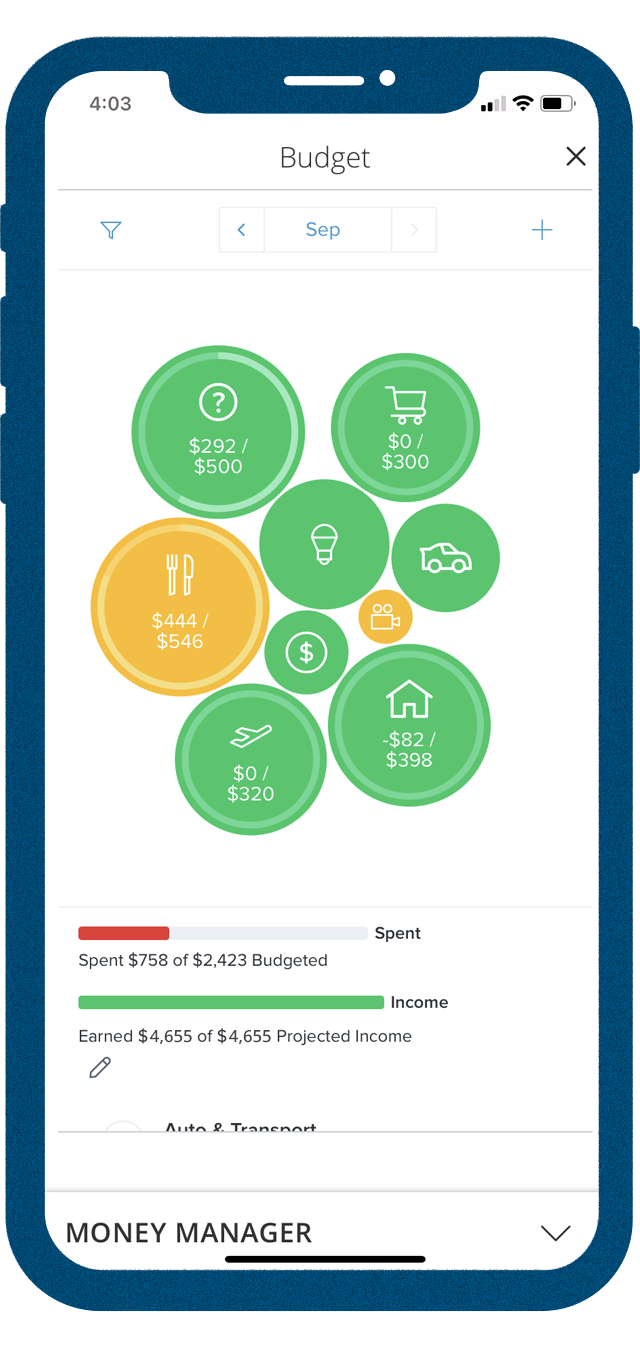 4:03
Budget
Sep
?
$292 /
$500
$0 /
$300
$444 /
$546
$
-$82 /
$398
$0 /
$320
Spent
Spent $758 of $2,423 Budgeted
Income
Earned $4,655 of $4,655 Projected Income
Auto & Transport
MONEY MANAGER